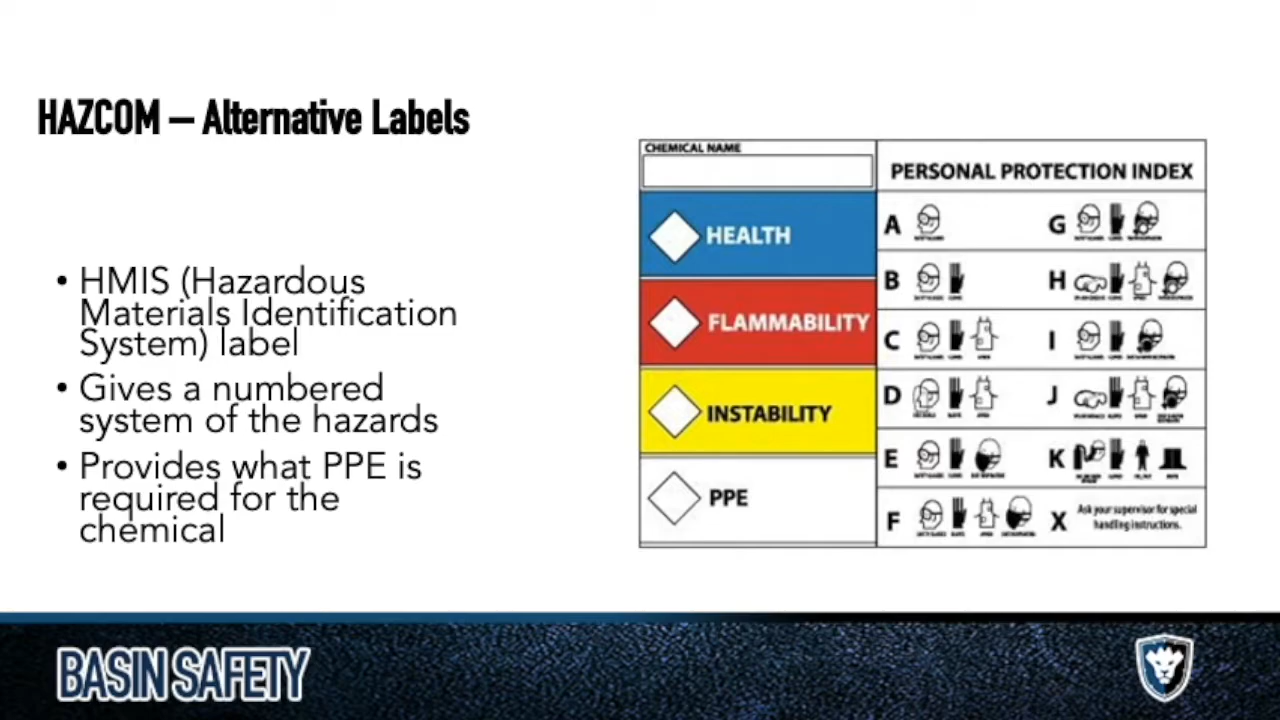 HAZCOM – Alternative Labels
• HMIS (Hazardous
Materials Identification
System) label
• Gives a numbered
system of the hazards
• Provides what PPE is
required for the
chemical
CHEMICAL NAME
HEALTH
FLAMMABILITY
INSTABILITY
PPE
PERSONAL PROTECTION INDEX
A
B
C
D
E
F
G
H
I
J
K
X Ask your supervisor for special
handling instructions.
BASIN SAFETY